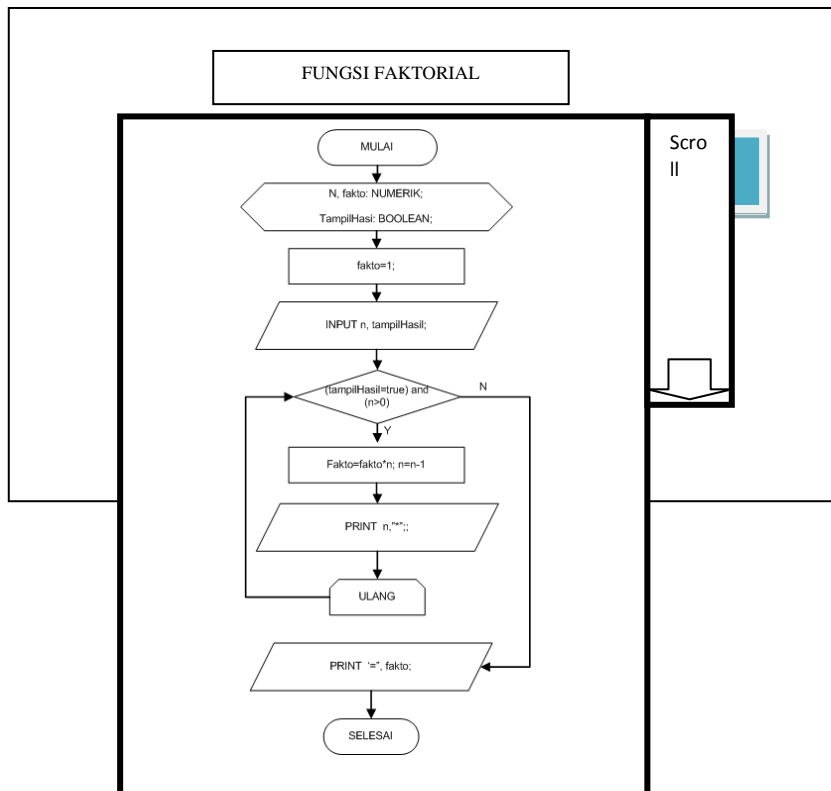 FUNGSI FAKTORIAL
MULAI
Scro
ll
N, fakto: NUMERIK;
TampilHasi: BOOLEAN;
fakto=1;
INPUT n, tampilHasil;
(tampilHasil=true) and
(n>0)
N
Y
Fakto=fakto*n; n=n-1
PRINT n,"*";;
ULANG
PRINT '=", fakto;
SELESAI